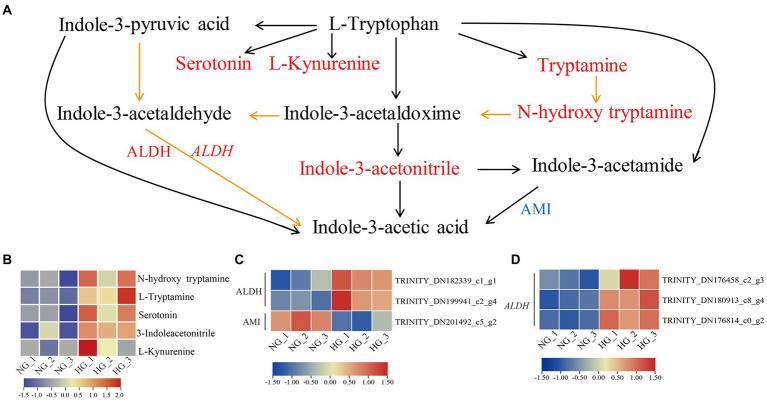 A
Indole-3-pyruvic acid
L-Tryptophan
Serotonin
L-Kynurenine
Tryptamine
Indole-3-acetaldehyde
Indole-3-acetaldoxime
N-hydroxy tryptamine
ALDH
ALDH
Indole-3-acetonitrile
Indole-3-acetamide
AMI
Indole-3-acetic acid
B
N-hydroxy tryptamine
L-Tryptamine
Serotonin
3-Indoleacetonitrile
L-Kynurenine
NG_1
NG_2
NG_3
HG_1
HG_2
HG_3
-1.5 -1.0 -0.5 0.0 0.5 1.0 1.5 2.0
C
ALDH
AMI
TRINITY_DN182339_c1_g1
TRINITY_DN199941_c2_g4
TRINITY_DN201492_c5_g2
NG_1
NG_2
NG_3
HG_1
HG_2
HG_3
-1.50 -1.00 0.00 0.50 1.00 1.50
D
ALDH
TRINITY_DN176458_c2_g3
TRINITY_DN180913_c8_g4
TRINITY_DN176814_c0_g2
NG_1
NG_2
NG_3
HG_1
HG_2
HG_3
-1.50 -1.00 -0.50 0.00 0.50 1.00 1.50